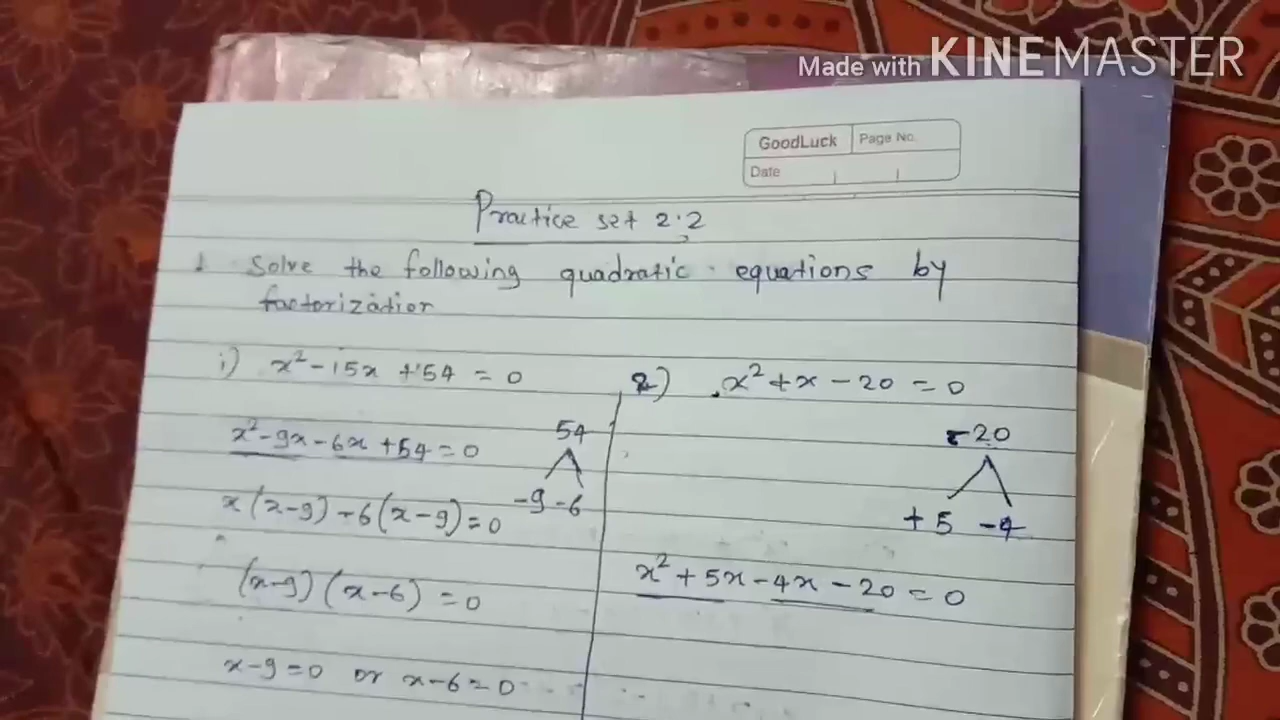 Made with KINEMASTER
GoodLuck Page No.
Date
Practice set 2.2
1 Solve the following quadratic equations by
factorization
i) x² - 15x + 54 = 0
x² - 9x - 6x + 54 = 0
54
-9 -6
x(x-9) - 6(x-9) = 0
(x-9)(x-6) = 0
x-9 = 0 or x-6 = 0
2) x² + x - 20 = 0
-20
+5 -4
x² + 5x - 4x - 20 = 0